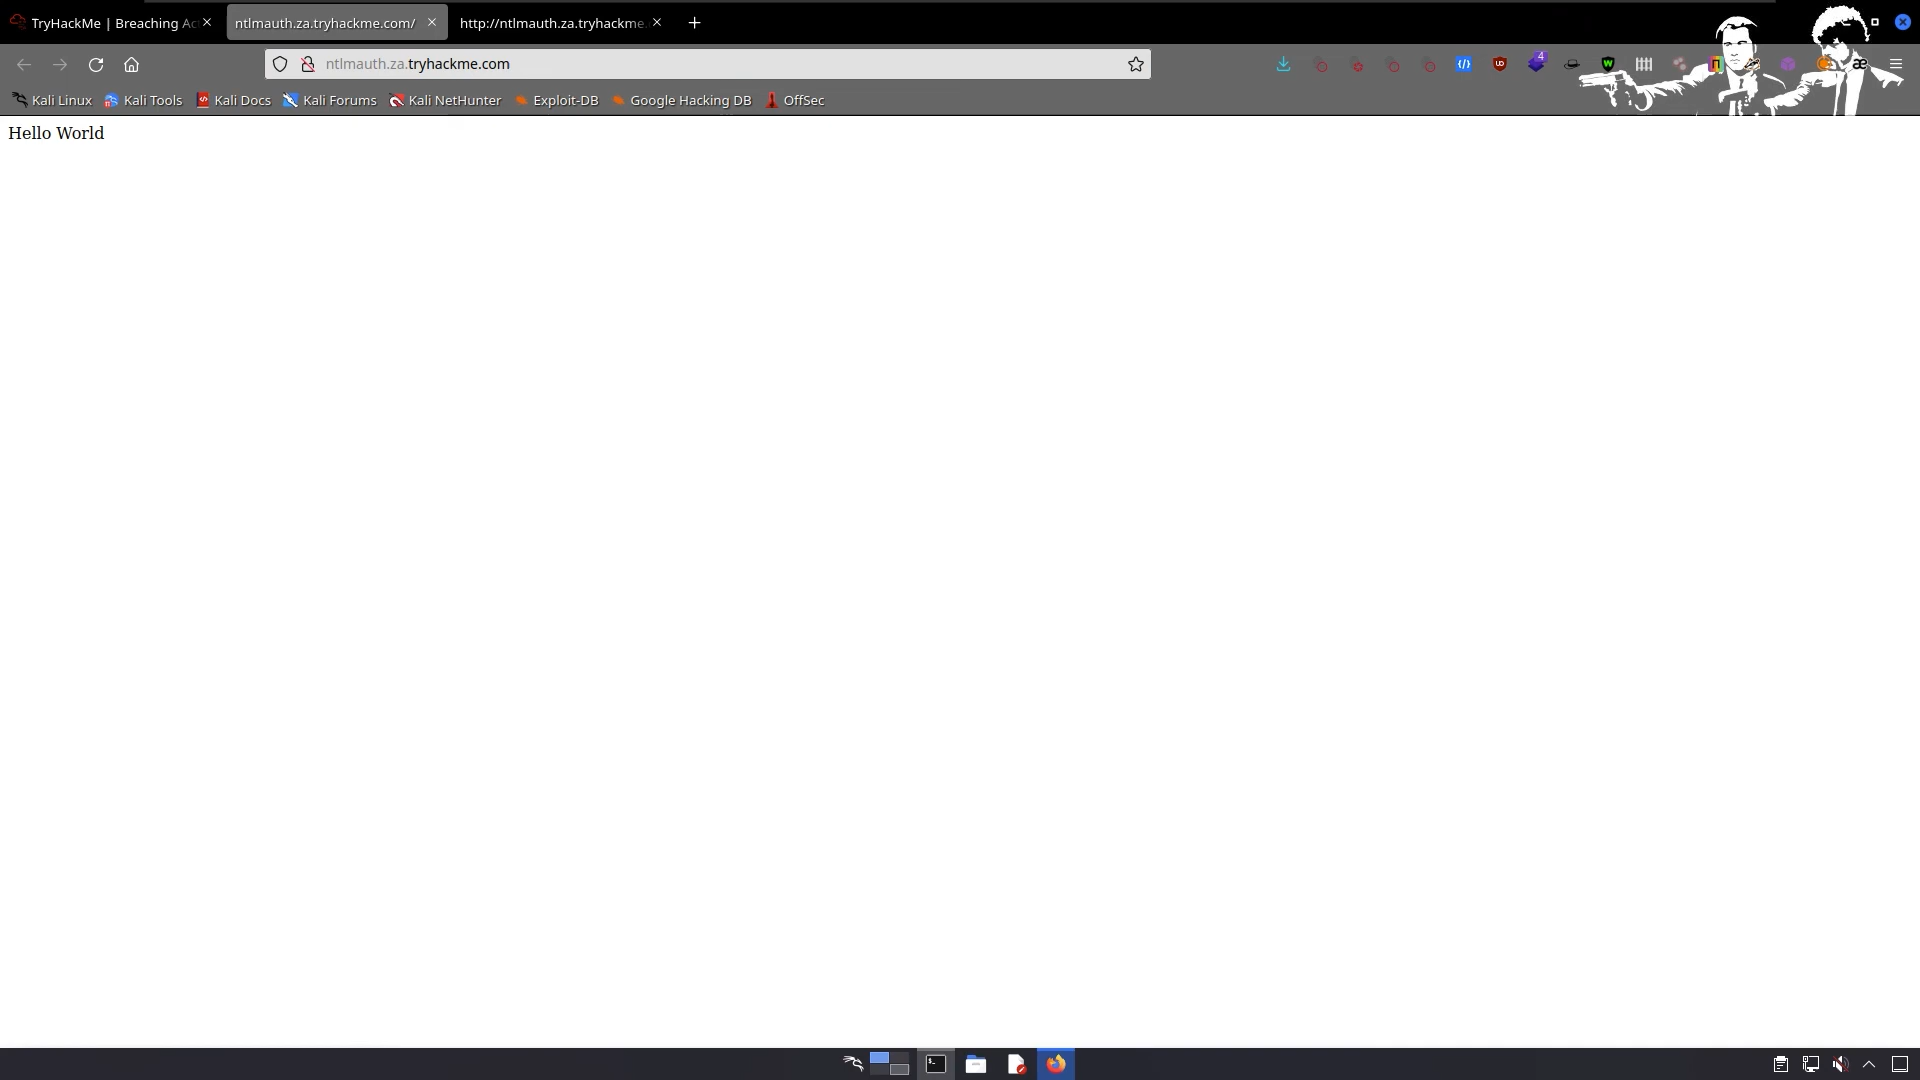 TryHackMe | Breaching Ac
ntlmauth.za.tryhackme.com/
http://ntlmauth.za.tryhackme.
ntlmauth.za.tryhackme.com
4
Kali Linux
Kali Tools
Kali Docs
Kali Forums
Kali NetHunter
Exploit-DB
Google Hacking DB
OffSec
Hello World